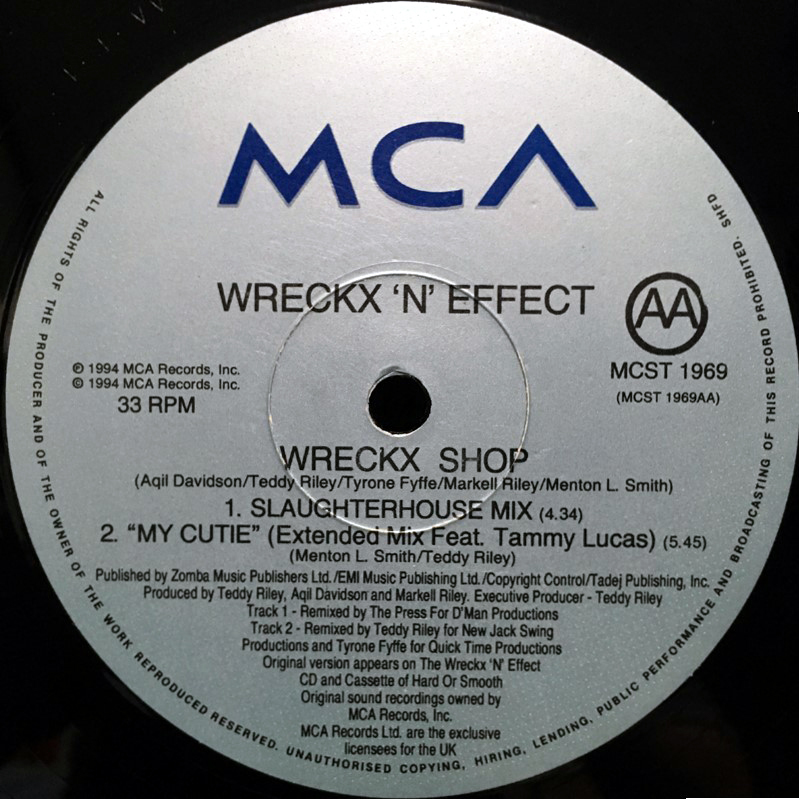 MCA
WRECKX 'N' EFFECT
AA
MCST 1969
(MCST 1969AA)
℗ 1994 MCA Records, Inc.
© 1994 MCA Records, Inc.
33 RPM
WRECKX SHOP
(Aqil Davidson/Teddy Riley/Tyrone Fyffe/Markell Riley/Menton L. Smith)
1. SLAUGHTERHOUSE MIX (4.34)
2. “MY CUTIE” (Extended Mix Feat. Tammy Lucas) (5.45)
(Menton L. Smith/Teddy Riley)
Published by Zomba Music Publishers Ltd./EMI Music Publishing Ltd./Copyright Control/Tadej Publishing, Inc.
Produced by Teddy Riley, Aqil Davidson and Markell Riley. Executive Producer - Teddy Riley
Track 1 - Remixed by The Press For D'Man Productions
Track 2 - Remixed by Teddy Riley for New Jack Swing
Productions and Tyrone Fyffe for Quick Time Productions
Original version appears on The Wreckx 'N' Effect
CD and Cassette of Hard Or Smooth
Original sound recordings owned by
MCA Records, Inc.
MCA Records Ltd. are the exclusive
licensees for the UK
ALL RIGHTS OF THE PRODUCER AND OF THE OWNER OF THE WORK REPRODUCED RESERVED. UNAUTHORISED COPYING, HIRING, LENDING, PUBLIC PERFORMANCE AND BROADCASTING OF THIS RECORD PROHIBITED. SHFD